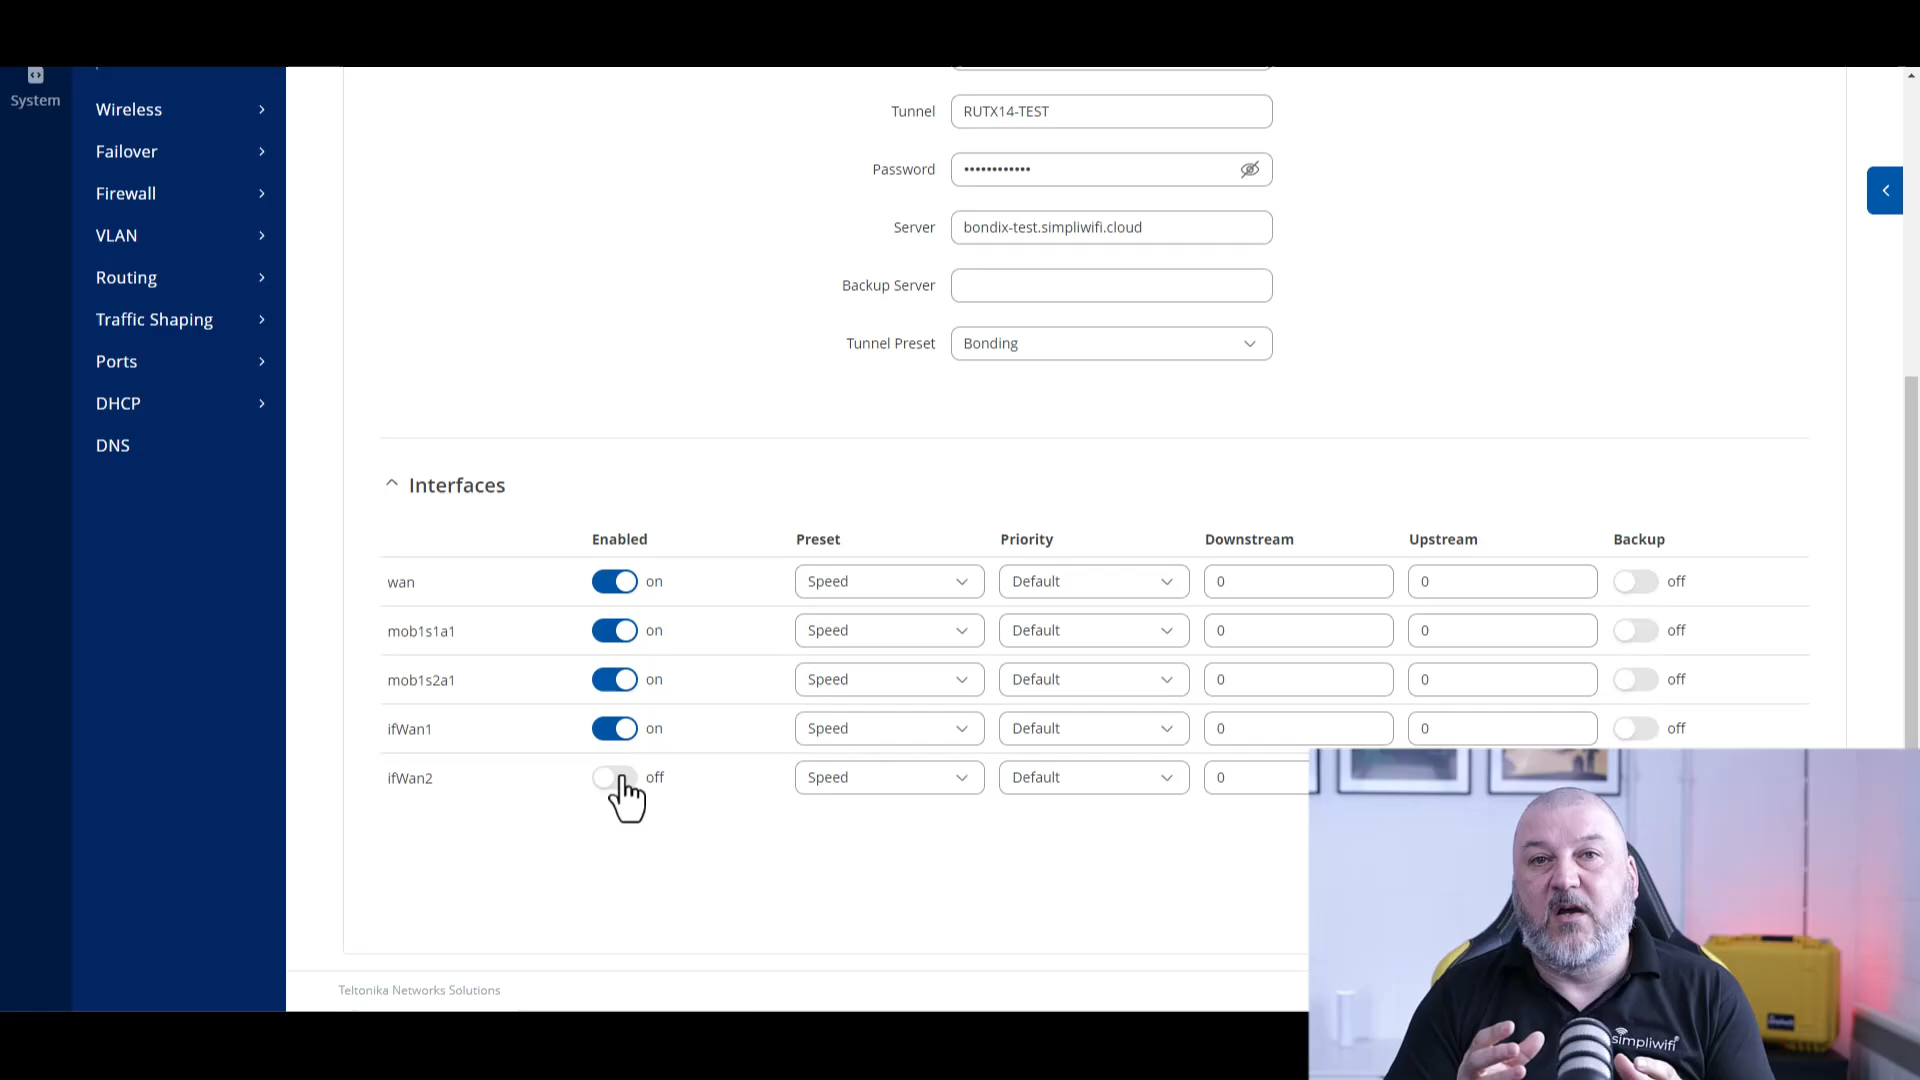 System
Wireless
Failover
Firewall
VLAN
Routing
Traffic Shaping
Ports
DHCP
DNS
Tunnel RUTX14-TEST
Password ••••••••••••
Server bondix-test.simpliwifi.cloud
Backup Server
Tunnel Preset Bonding
Interfaces
Enabled Preset Priority Downstream Upstream Backup
wan on Speed Default 0 0 off
mob1s1a1 on Speed Default 0 0 off
mob1s2a1 on Speed Default 0 0 off
ifWan1 on Speed Default 0 0 off
ifWan2 off Speed Default 0
Teltonika Networks Solutions
simpliwifi